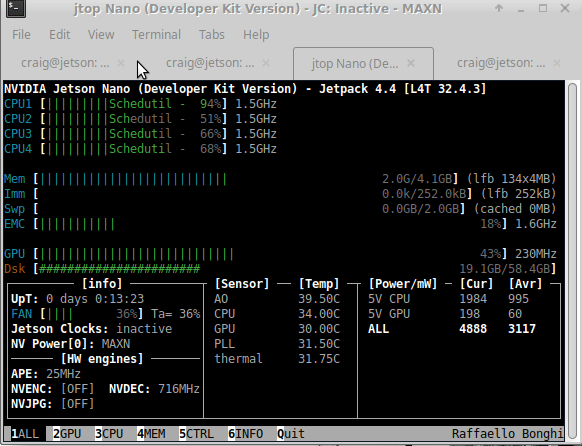 jtop Nano (Developer Kit Version) - JC: Inactive - MAXN
File Edit View Terminal Tabs Help
craig@jetson: ... × craig@jetson: ... × jtop Nano (De... × craig@jetson: ... ×
NVIDIA Jetson Nano (Developer Kit Version) - Jetpack 4.4 [L4T 32.4.3]
CPU1 [|||||||||Schedutil - 94%] 1.5GHz
CPU2 [|||||||||Schedutil - 51%] 1.5GHz
CPU3 [|||||||||Schedutil - 66%] 1.5GHz
CPU4 [|||||||||Schedutil - 68%] 1.5GHz
Mem [||||||||||||||||||||||||||| 2.0G/4.1GB] (lfb 134x4MB)
Imm [ 0.0k/252.0kB] (lfb 252kB)
Swp [ 0.0GB/2.0GB] (cached 0MB)
EMC [||||||||||| 18%] 1.6GHz
GPU [|||||||||||||||||||||||||||| 43%] 230MHz
Dsk [####################### 19.1GB/58.4GB]
[info] [Sensor] [Temp] [Power/mW] [Cur] [Avr]
UpT: 0 days 0:13:23 AO 39.50C 5V CPU 1984 995
FAN [|||| 36%] Ta= 36% CPU 34.00C 5V GPU 198 60
Jetson Clocks: inactive GPU 30.00C ALL 4888 3117
NV Power[0]: MAXN PLL 31.50C
[HW engines] thermal 31.75C
APE: 25MHz
NVENC: [OFF] NVDEC: 716MHz
NVJPG: [OFF]
1ALL 2GPU 3CPU 4MEM 5CTRL 6INFO Quit Raffaello Bonghi